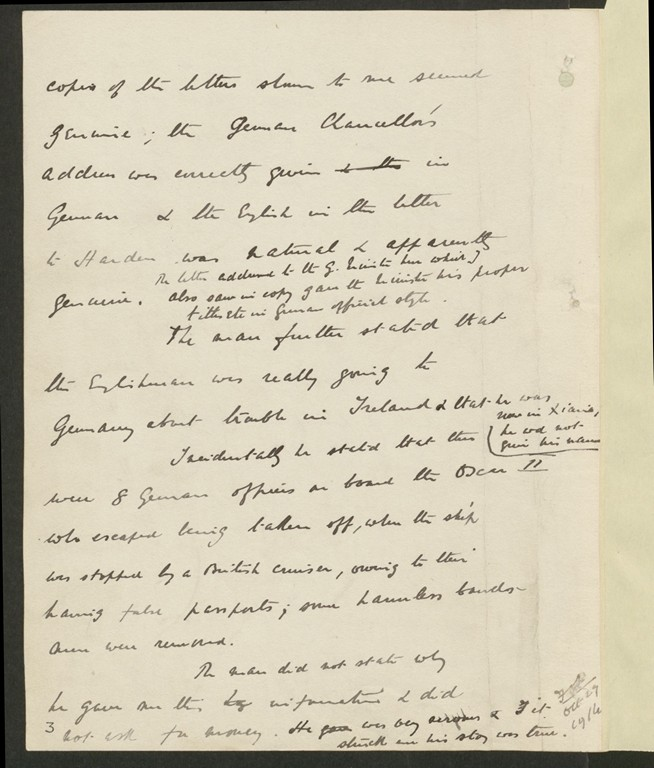 copies of the letters shown to me seemed
genuine; the German Chancellor's
address was correctly given in
German & the English in the letter
to Harden was natural & apparently
genuine. The letter addressed to the G. Minister here which I
also saw in copy gave the Minister his proper
title etc in German official style.
The man further stated that
the Englishman was really going to
Germany about trouble in Ireland & that he was
now in Xiania,
he wd not
give his name
Incidentally he stated that there
were 8 German officers on board the Oscar II
who escaped being taken off, when the ship
was stopped by a British cruiser, owing to their
having false passports; some harmless bands-
men were removed.
The man did not state why
he gave me this information & did
not ask for money. He was very nervous & it
struck me his story was true.
Oct 29
1914
3